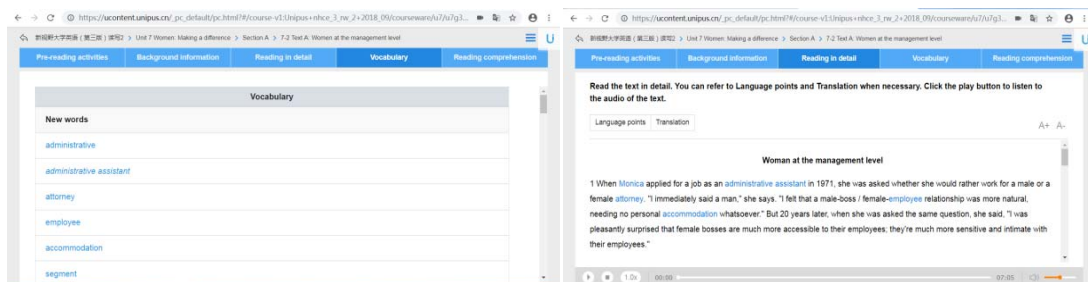 https://ucontent.unipus.cn/_pc_default/pc.html?#/course-v1:Unipus+nhce_3_rw_2+2018_09/courseware/u7/u7g3...
新视野大学英语 ( 第三版 ) 读写2 > Unit 7 Women: Making a difference > Section A > 7-2 Text A: Women at the management level
Pre-reading activities Background information Reading in detail Vocabulary Reading comprehension
Vocabulary
New words
administrative
administrative assistant
attorney
employee
accommodation
segment
https://ucontent.unipus.cn/_pc_default/pc.html?#/course-v1:Unipus+nhce_3_rw_2+2018_09/courseware/u7/u7g3...
新视野大学英语 ( 第三版 ) 读写2 > Unit 7 Women: Making a difference > Section A > 7-2 Text A: Women at the management level
Pre-reading activities Background information Reading in detail Vocabulary Reading comprehension
Read the text in detail. You can refer to Language points and Translation when necessary. Click the play button to listen to
the audio of the text.
Language points Translation
A+ A-
Woman at the management level
1 When Monica applied for a job as an administrative assistant in 1971, she was asked whether she would rather work for a male or a
female attorney. "I immediately said a man," she says. "I felt that a male-boss / female-employee relationship was more natural,
needing no personal accommodation whatsoever." But 20 years later, when she was asked the same question, she said, "I was
pleasantly surprised that female bosses are much more accessible to their employees; they're much more sensitive and intimate with
their employees."
1.0x 00:00 07:05